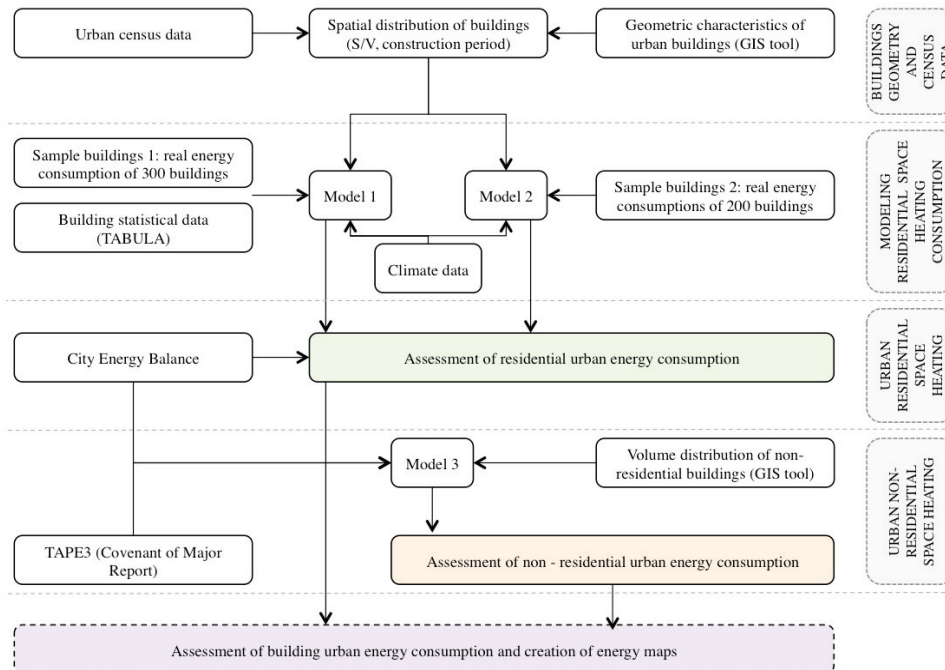 Urban census data
Spatial distribution of buildings
(S/V, construction period)
Geometric characteristics
of urban buildings (GIS tool)
BUILDINGS
GEOMETRY
AND
CENSUS
DATA
Sample buildings 1: real energy
consumption of 300 buildings
Building statistical data
(TABULA)
Model 1
Model 2
Sample buildings 2: real energy
consumptions of 200 buildings
Climate data
MODELING
RESIDENTIAL SPACE
HEATING
CONSUMPTION
City Energy Balance
Assessment of residential urban energy consumption
URBAN
RESIDENTIAL
SPACE
HEATING
Model 3
Volume distribution of non-
residential buildings (GIS tool)
TAPE3 (Covenant of Major
Report)
Assessment of non - residential urban energy consumption
URBAN NON-
RESIDENTIAL
SPACE HEATING
Assessment of building urban energy consumption and creation of energy maps